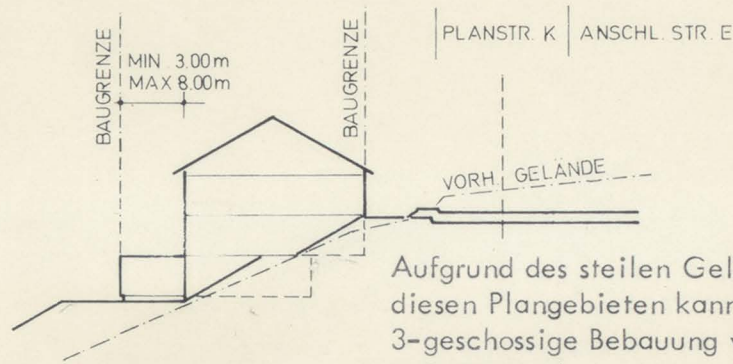 BAUGRENZE
MIN. 3.00m
MAX 8.00m
BAUGRENZE
PLANSTR. K
ANSCHL. STR. E
VORH. GELÄNDE
Aufgrund des steilen Gel
diesen Plangebieten kann
3-geschossige Bebauung v